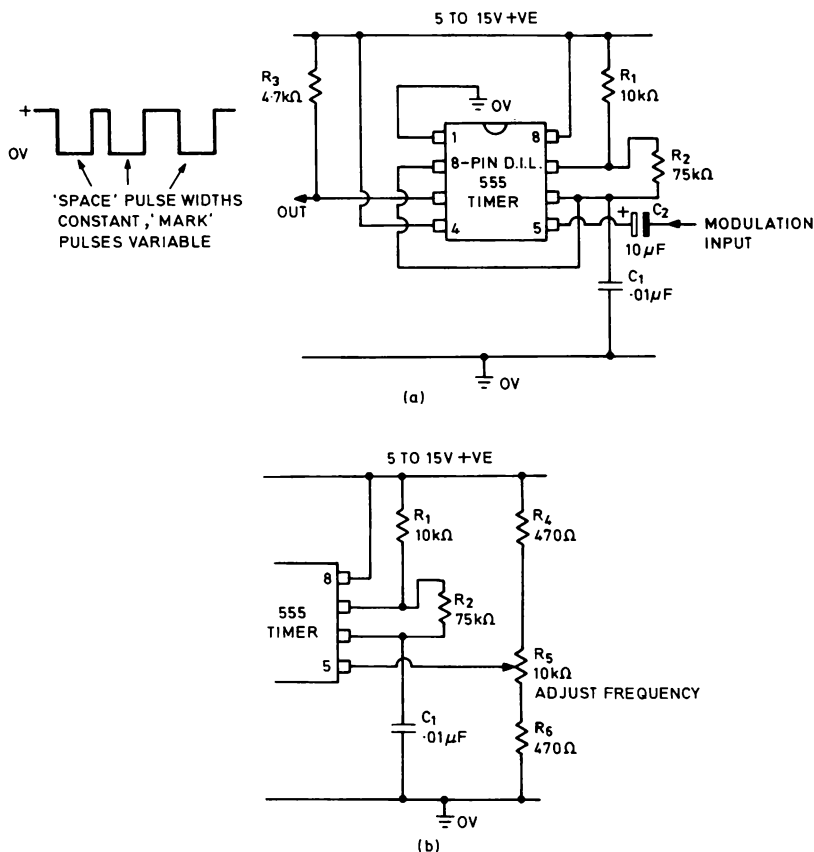 5 TO 15V +VE
R3
4·7kΩ
R1
10kΩ
0V
+
0V
1
8
8-PIN D.I.L.
555
TIMER
R2
75kΩ
OUT
4
5
+
C2
10µF
MODULATION
INPUT
'SPACE' PULSE WIDTHS
CONSTANT, 'MARK'
PULSES VARIABLE
C1
·01µF
0V
(a)
5 TO 15V +VE
R1
10kΩ
R4
470Ω
8
555
TIMER
R2
75kΩ
5
R5
10kΩ
ADJUST FREQUENCY
C1
·01µF
R6
470Ω
0V
(b)